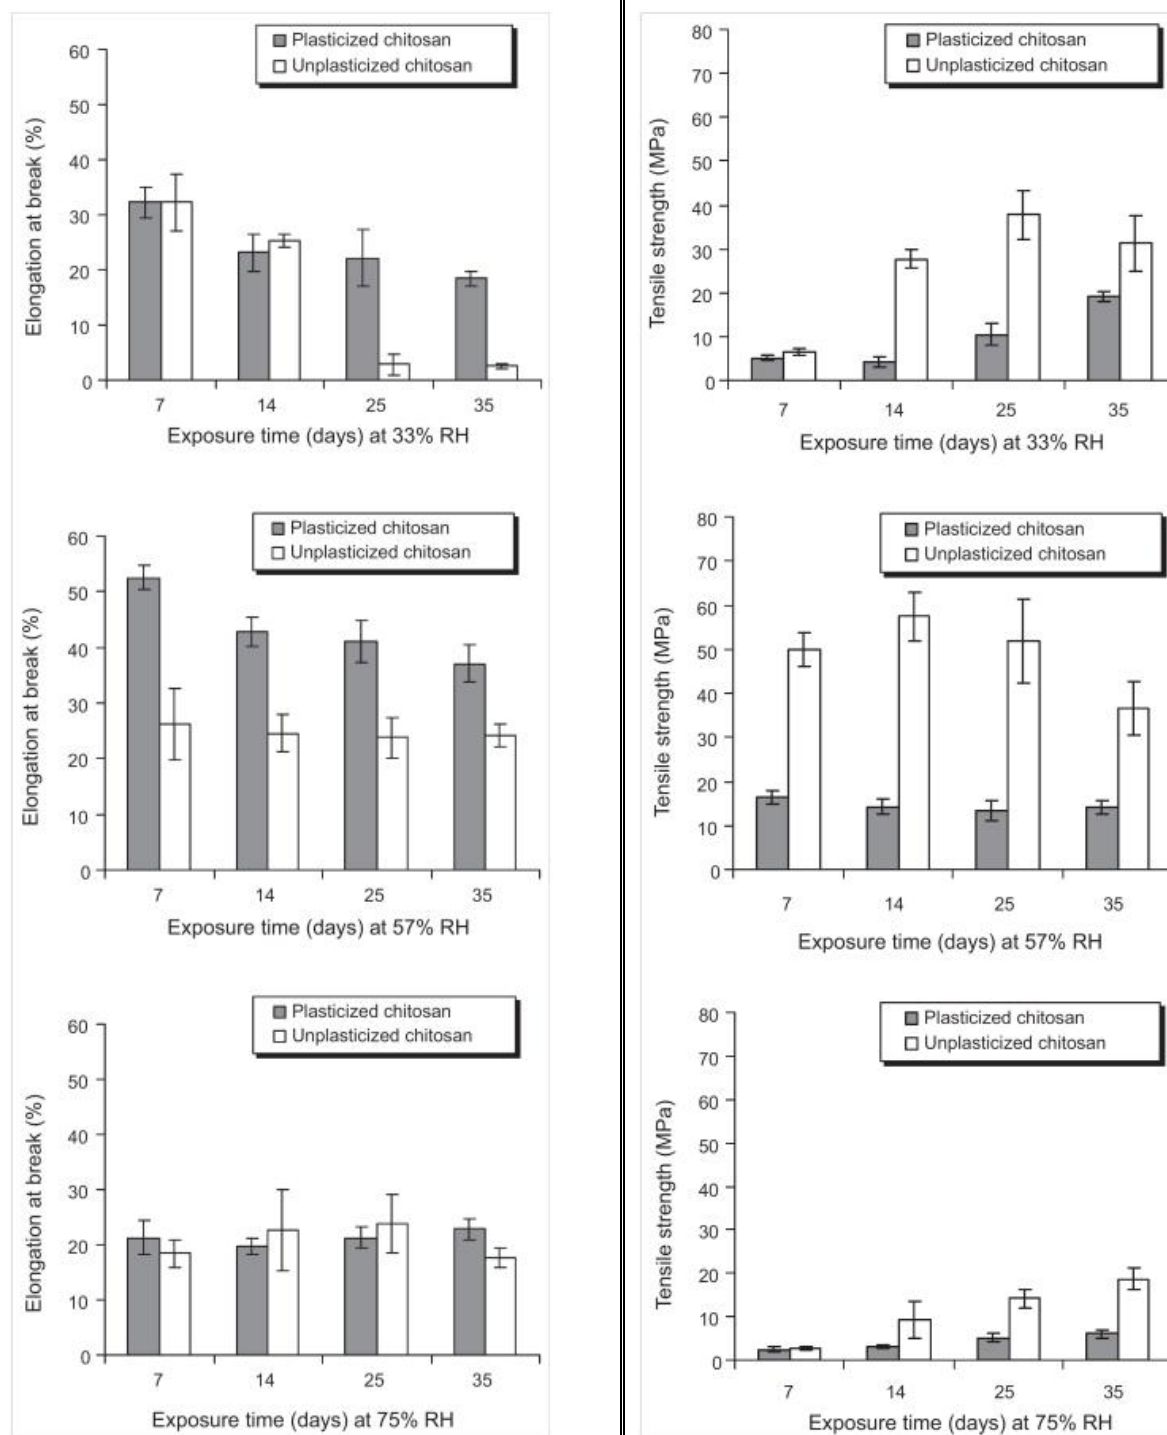 Plasticized chitosan
Unplasticized chitosan
60
50
40
30
20
10
0
Elongation at break (%)
7 14 25 35
Exposure time (days) at 33% RH
Plasticized chitosan
Unplasticized chitosan
80
70
60
50
40
30
20
10
0
Tensile strength (MPa)
7 14 25 35
Exposure time (days) at 33% RH
Plasticized chitosan
Unplasticized chitosan
60
50
40
30
20
10
0
Elongation at break (%)
7 14 25 35
Exposure time (days) at 57% RH
Plasticized chitosan
Unplasticized chitosan
80
70
60
50
40
30
20
10
0
Tensile strength (MPa)
7 14 25 35
Exposure time (days) at 57% RH
Plasticized chitosan
Unplasticized chitosan
60
50
40
30
20
10
0
Elongation at break (%)
7 14 25 35
Exposure time (days) at 75% RH
Plasticized chitosan
Unplasticized chitosan
80
70
60
50
40
30
20
10
0
Tensile strength (MPa)
7 14 25 35
Exposure time (days) at 75% RH